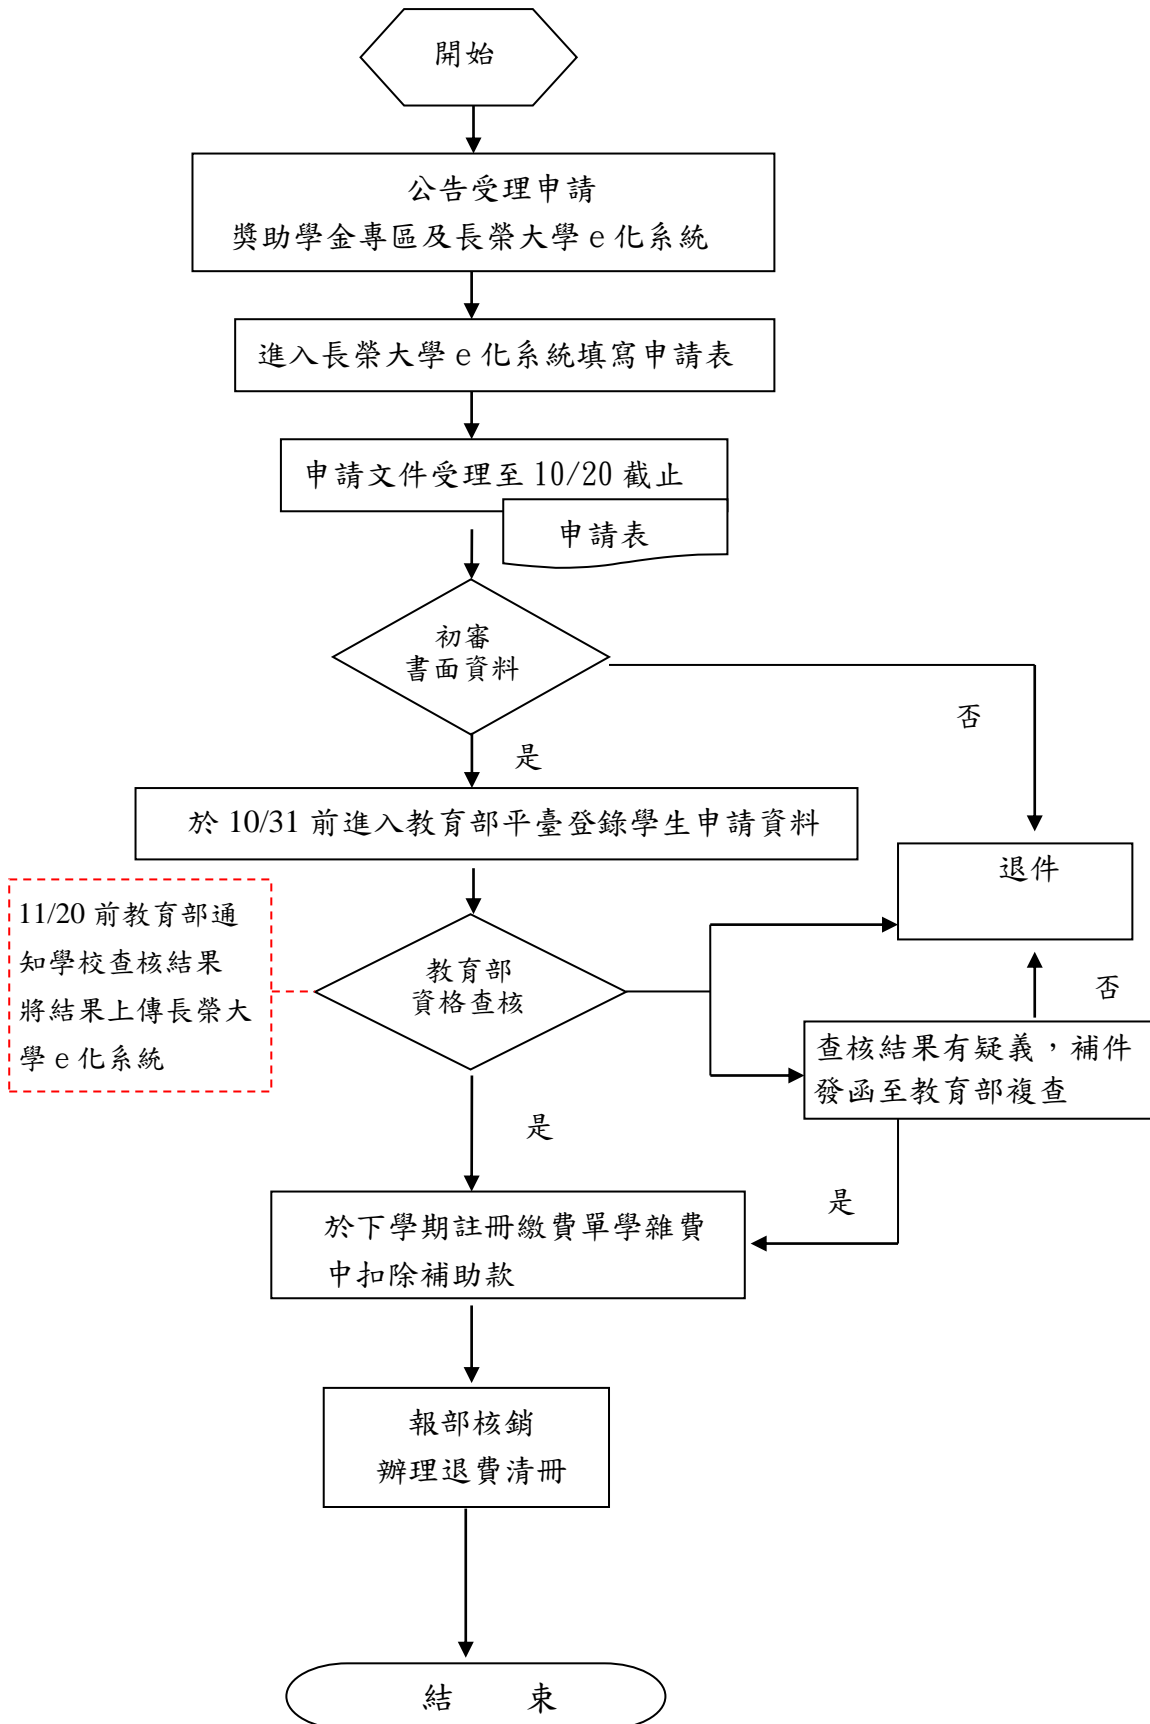 開始
公告受理申請
獎助學金專區及長榮大學 e 化系統
進入長榮大學 e 化系統填寫申請表
申請文件受理至 10/20 截止
申請表
初審
書面資料
否
是
於 10/31 前進入教育部平臺登錄學生申請資料
退件
11/20 前教育部通
知學校查核結果
將結果上傳長榮大
學 e 化系統
教育部
資格查核
否
查核結果有疑義，補件
發函至教育部複查
是
是
於下學期註冊繳費單學雜費
中扣除補助款
報部核銷
辦理退費清冊
結 束